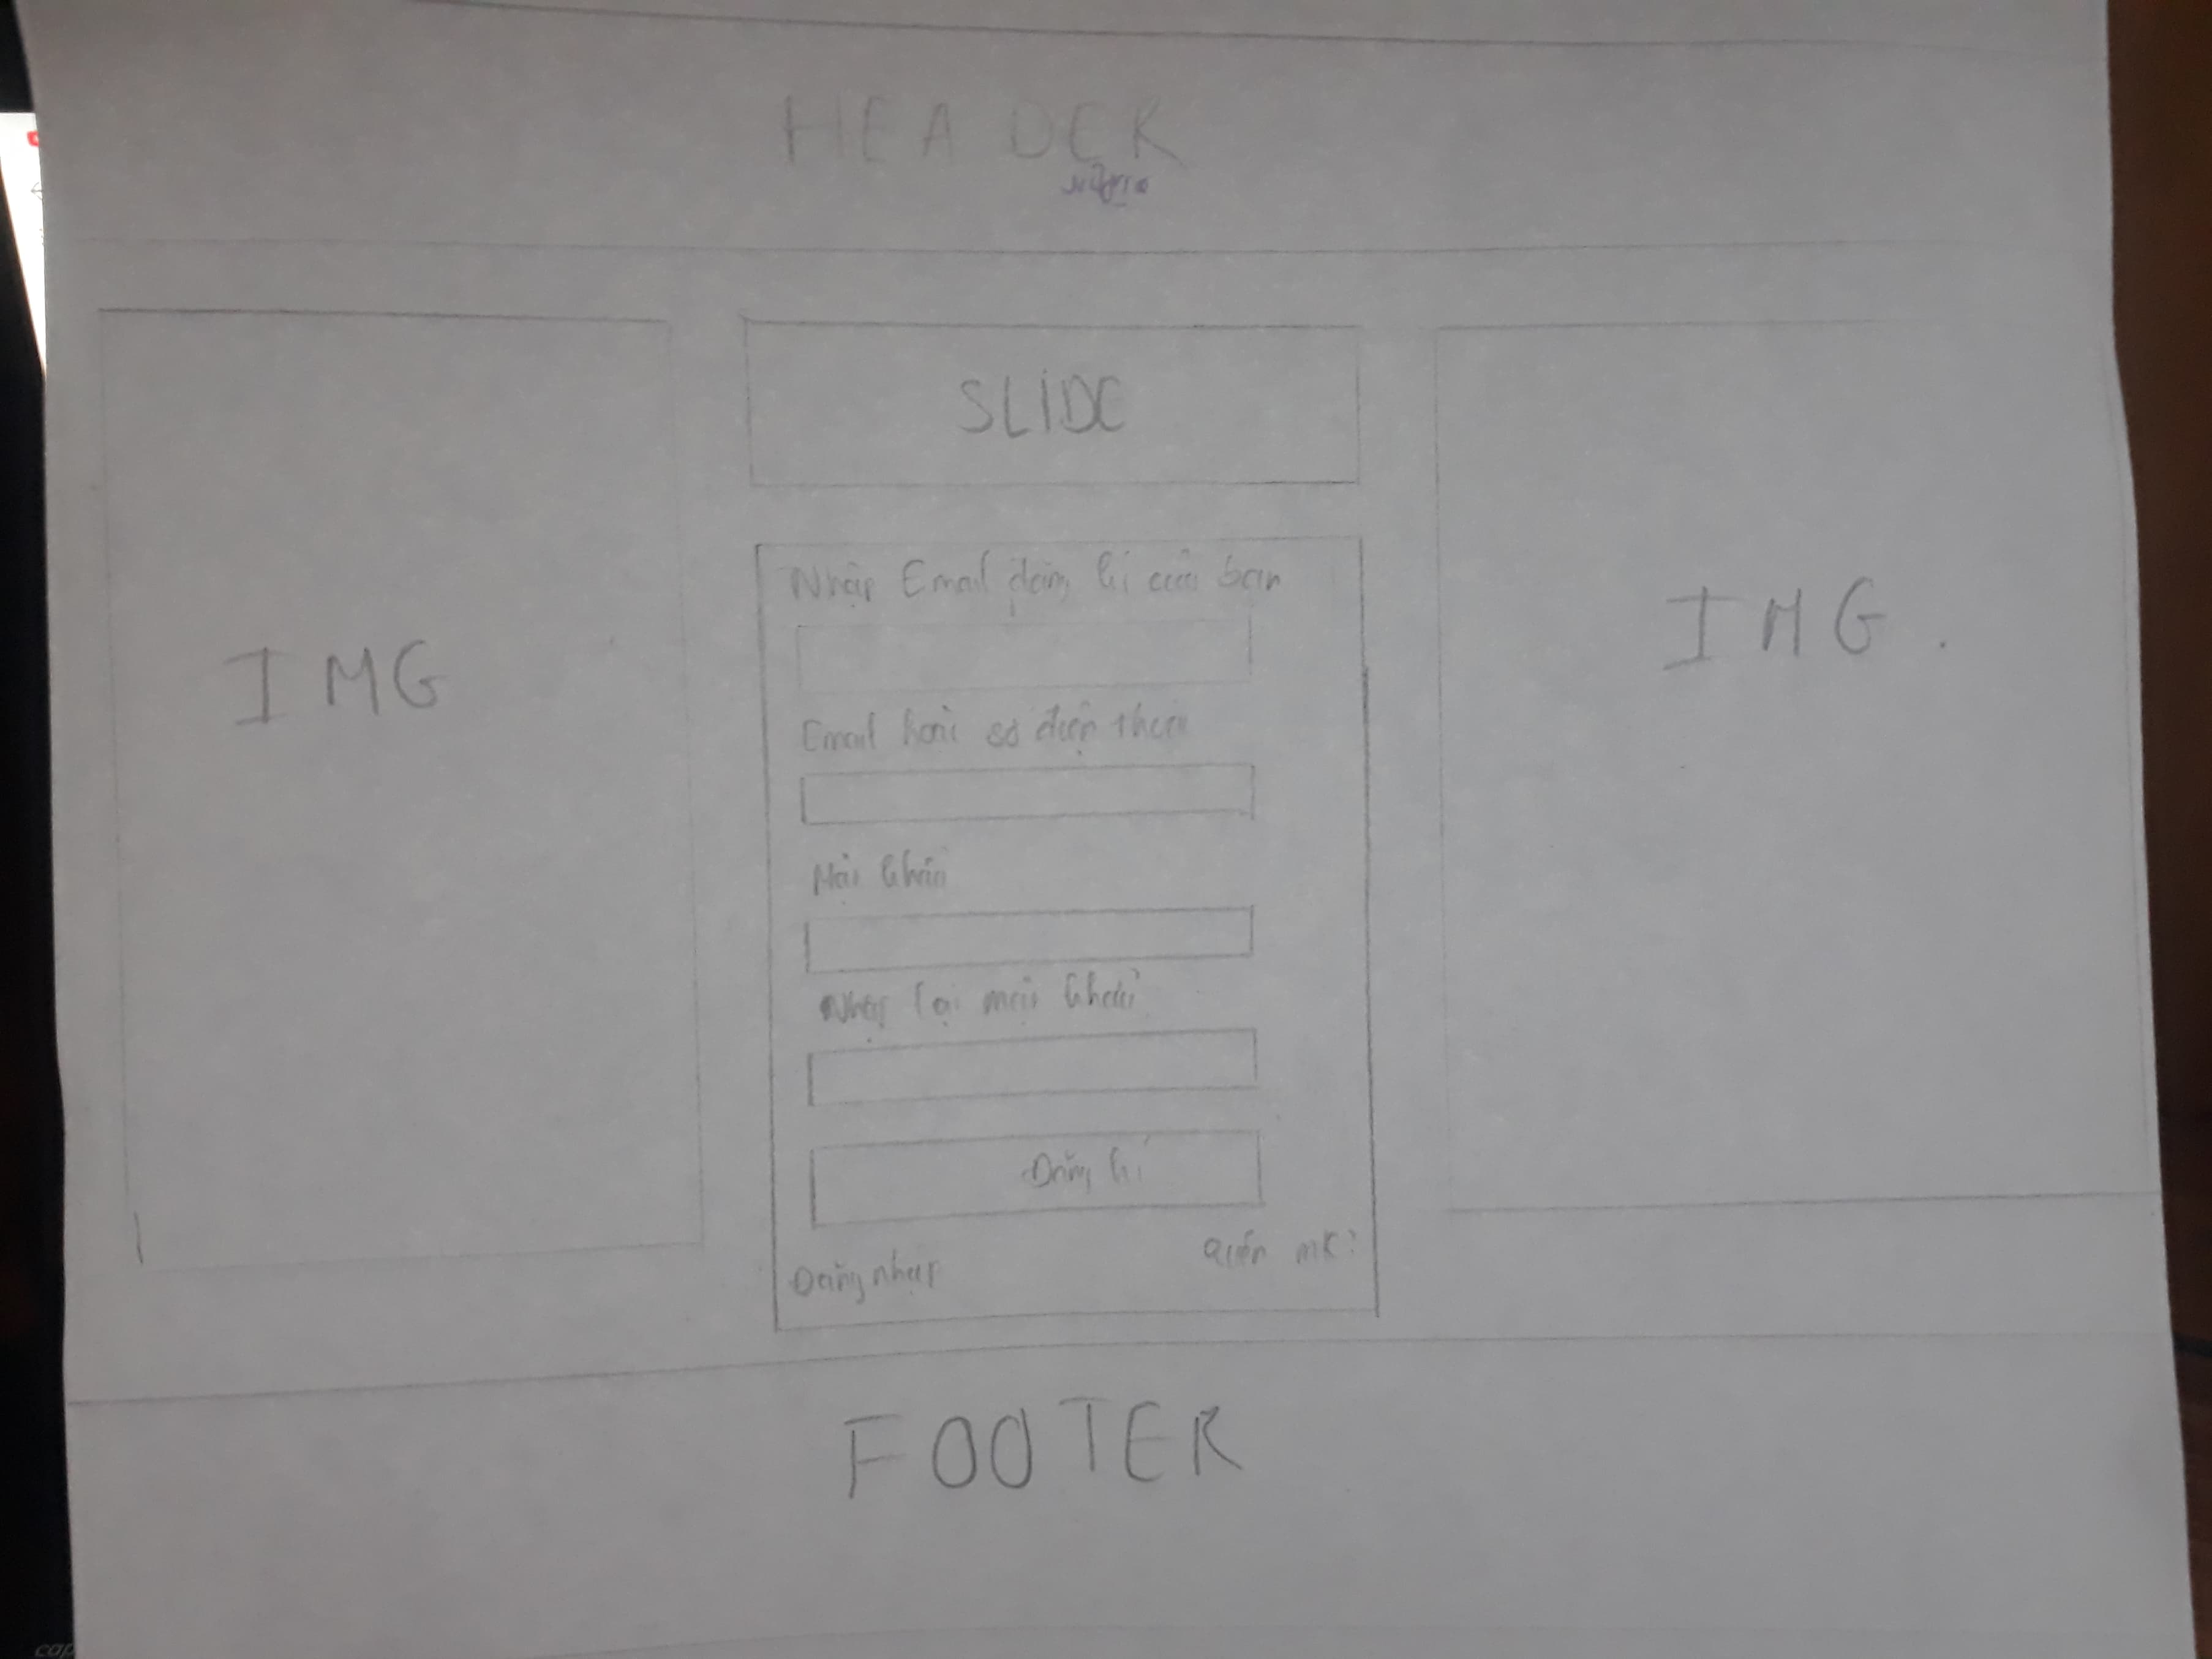 HEADER
SLIDE
IMG
IMG
Nhập Email đăng kí của bạn
Email hoặc số điện thoại
Mật khẩu
Nhập lại mật khẩu
Đăng kí
Quên MK?
Đăng nhập
FOOTER